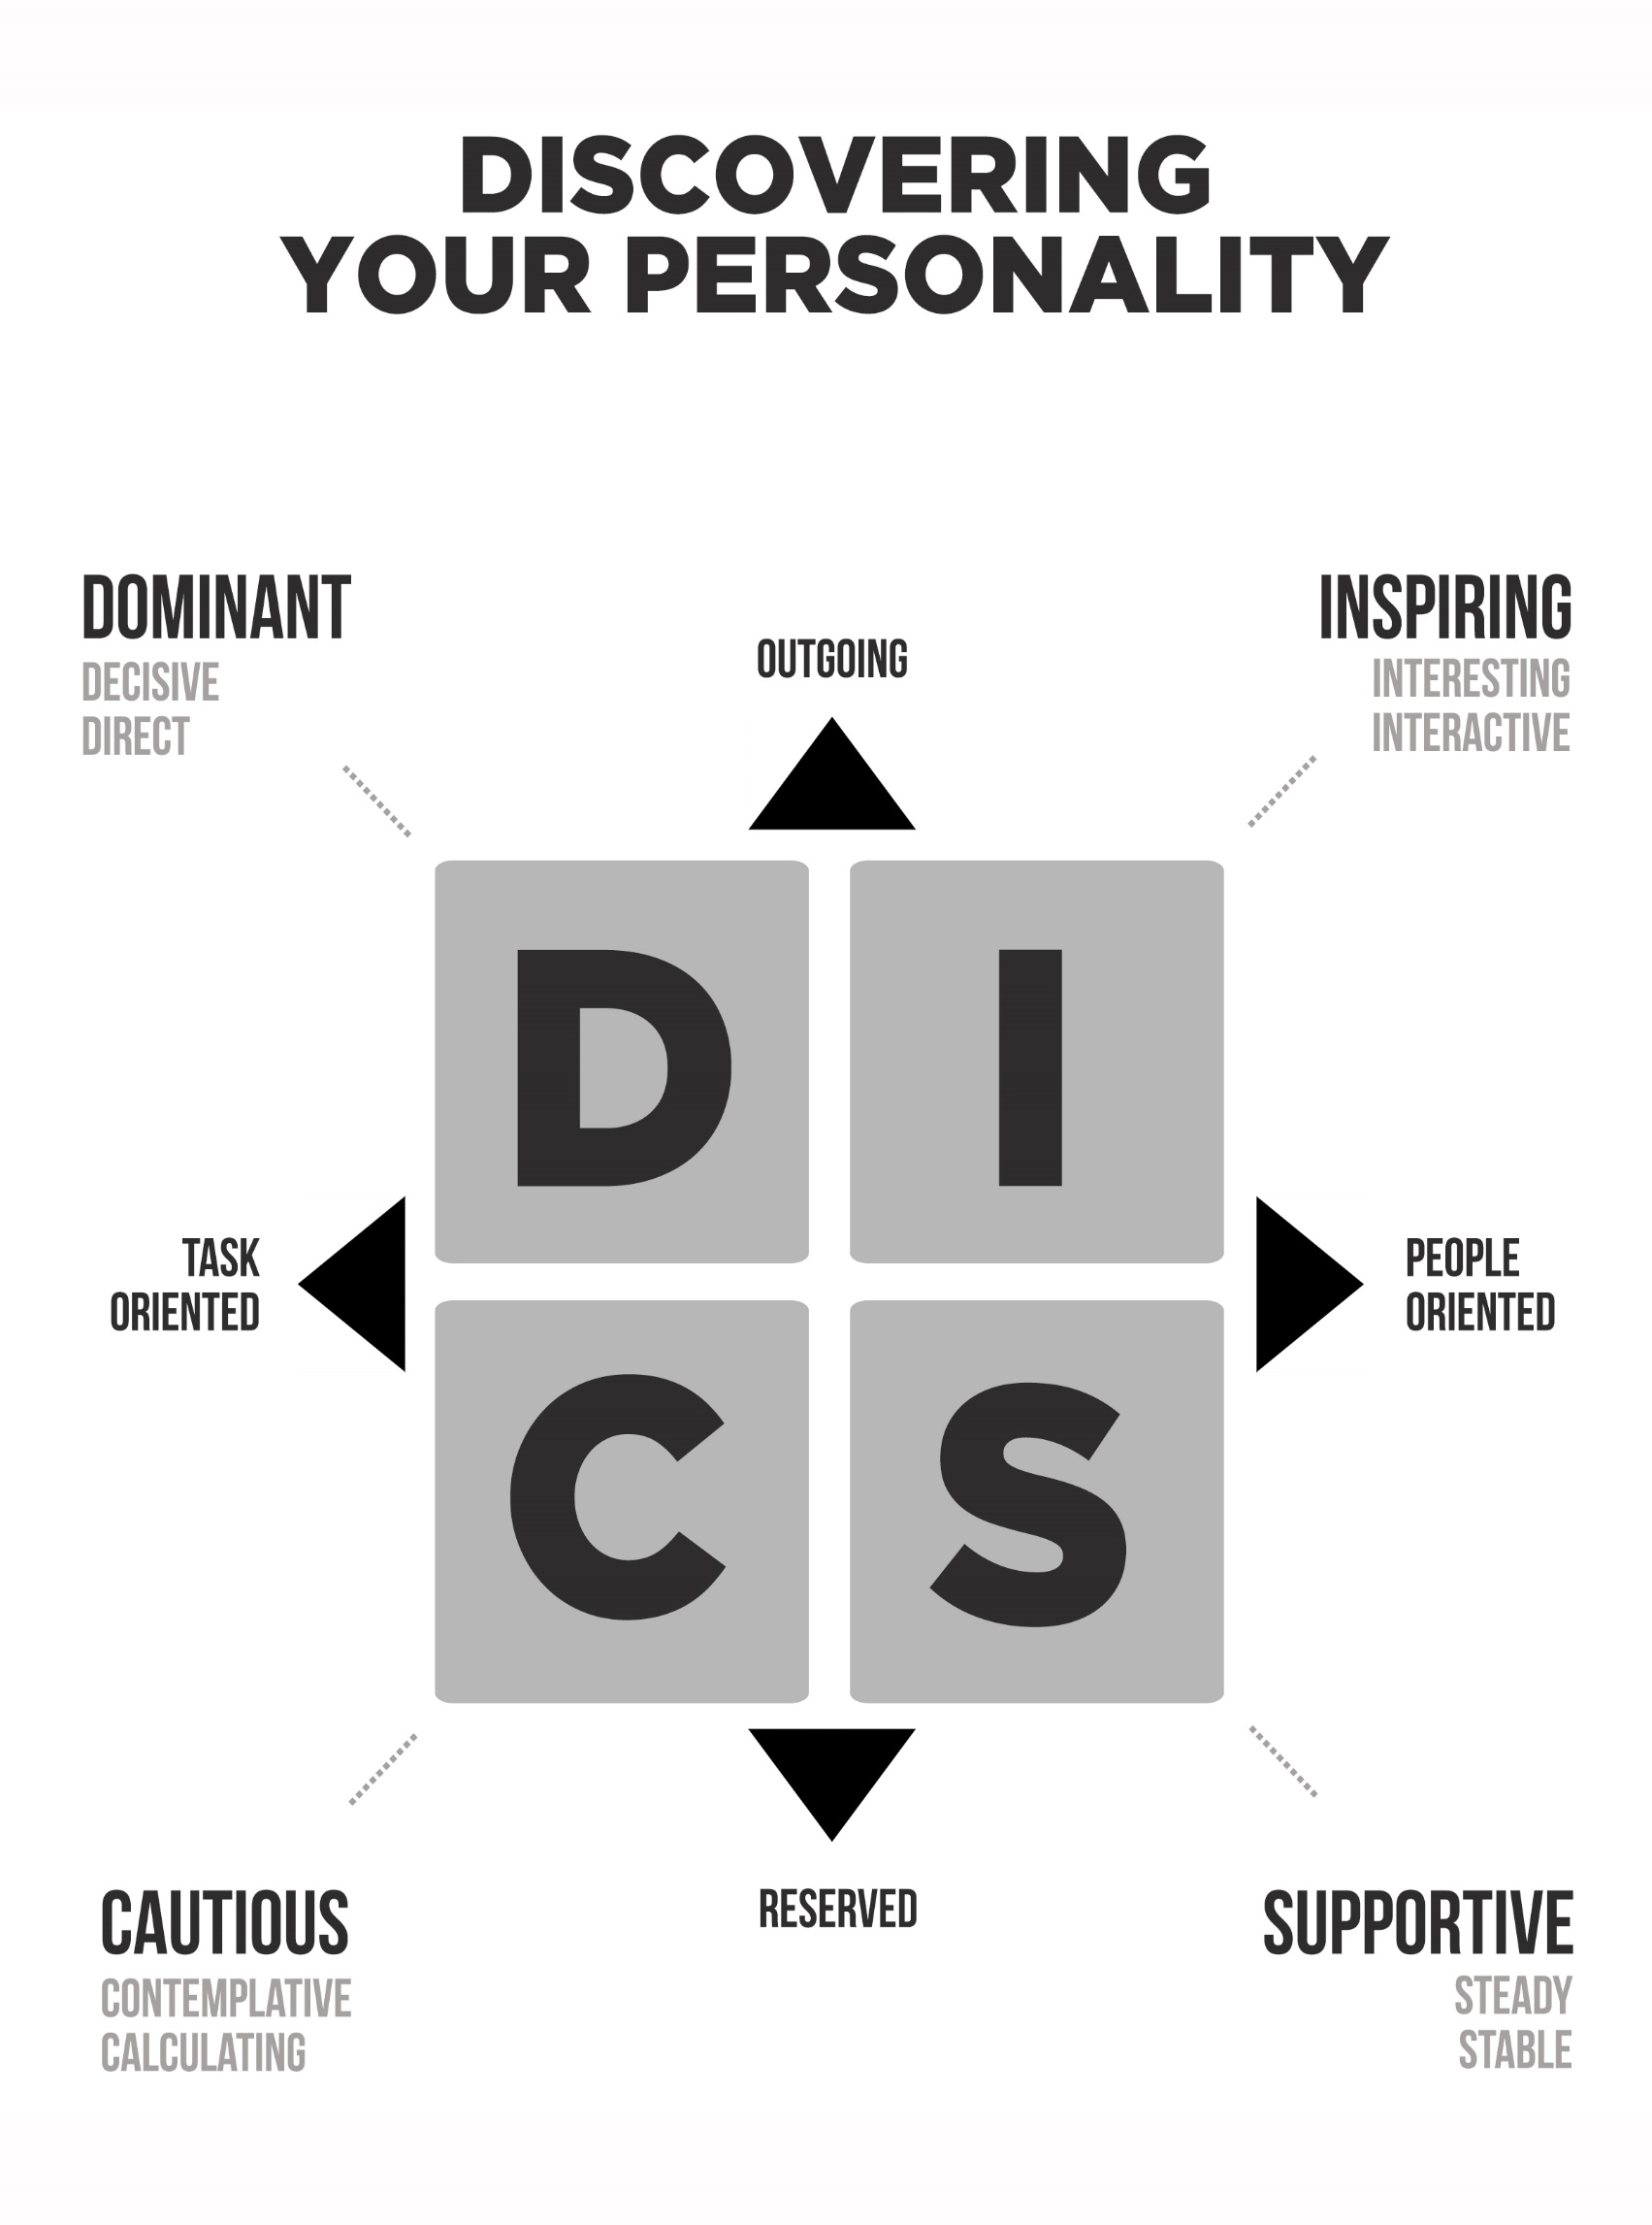 DISCOVERING
YOUR PERSONALITY
DOMINANT
DECISIVE
DIRECT
OUTGOING
INSPIRING
INTERESTING
INTERACTIVE
D
I
TASK
ORIENTED
PEOPLE
ORIENTED
C
S
CAUTIOUS
CONTEMPLATIVE
CALCULATING
RESERVED
SUPPORTIVE
STEADY
STABLE